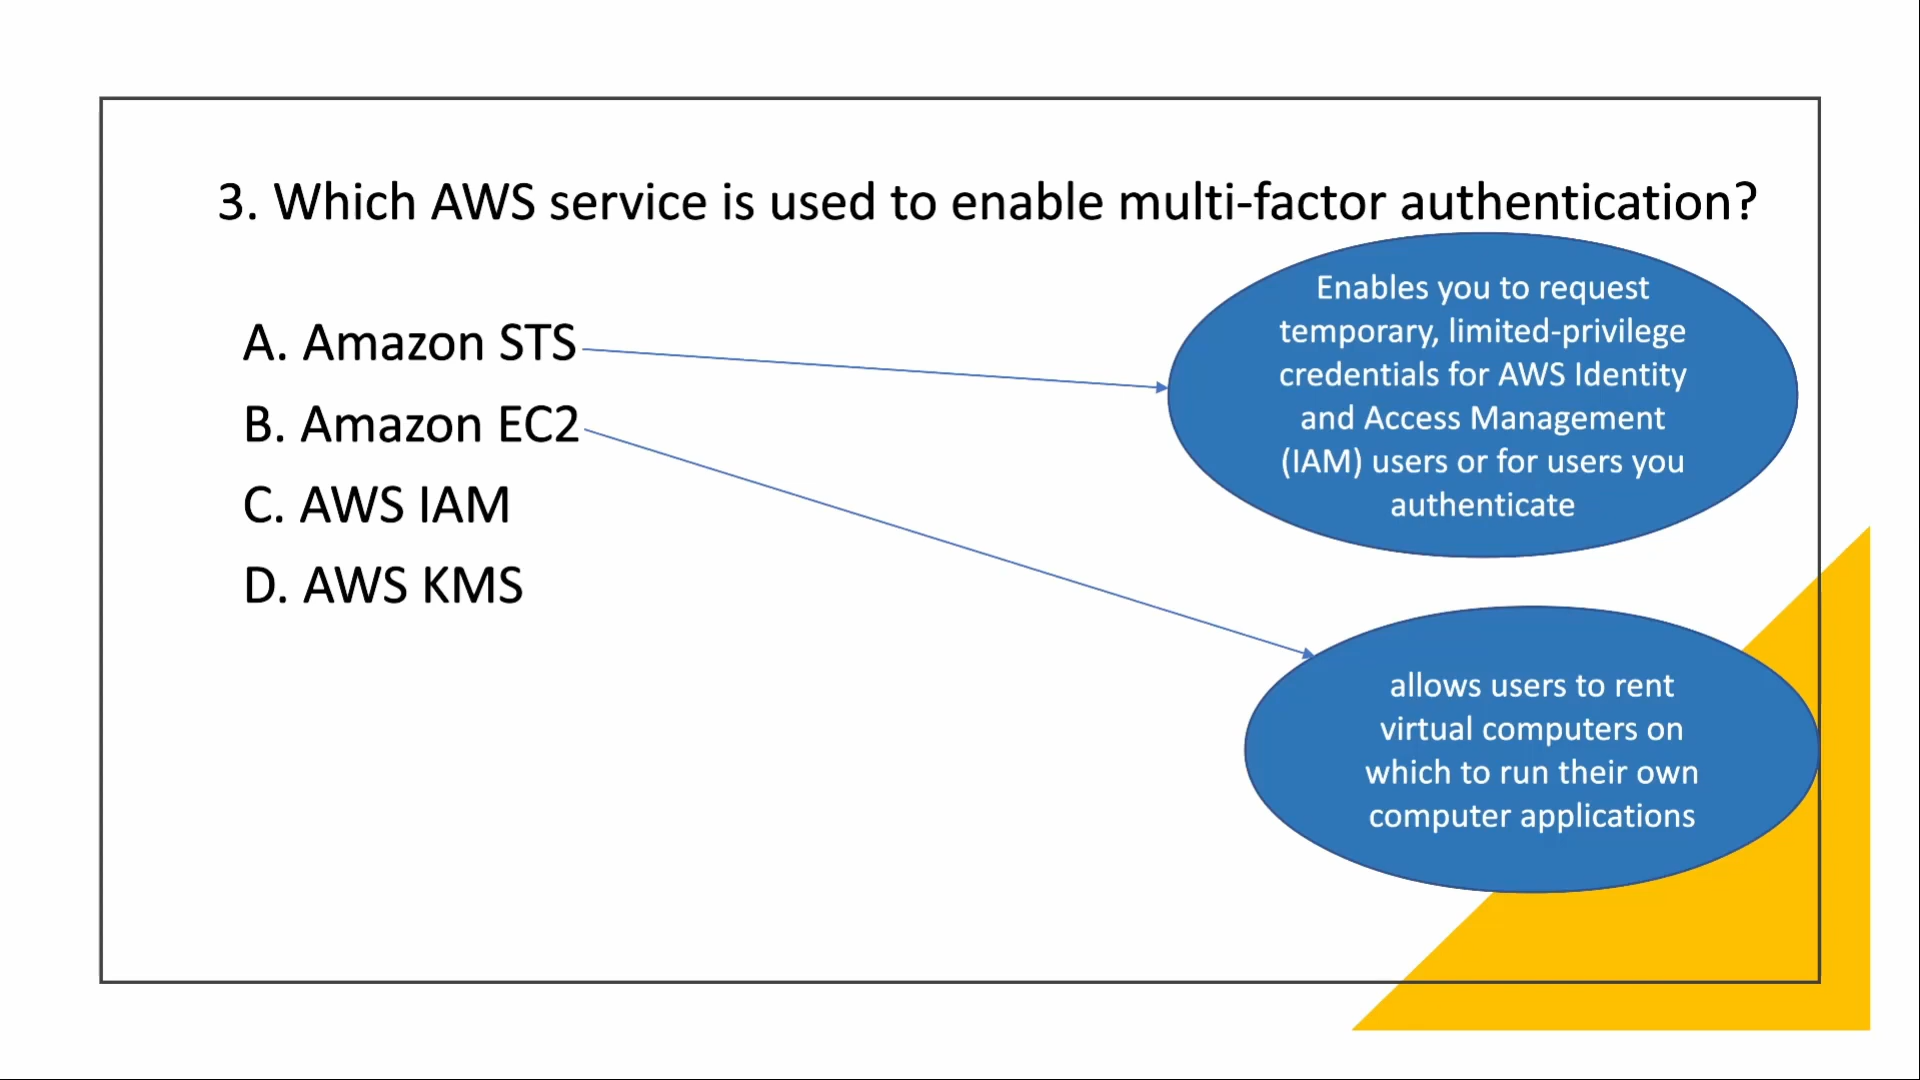 3. Which AWS service is used to enable multi-factor authentication?
A. Amazon STS
B. Amazon EC2
C. AWS IAM
D. AWS KMS
Enables you to request
temporary, limited-privilege
credentials for AWS Identity
and Access Management
(IAM) users or for users you
authenticate
allows users to rent
virtual computers on
which to run their own
computer applications